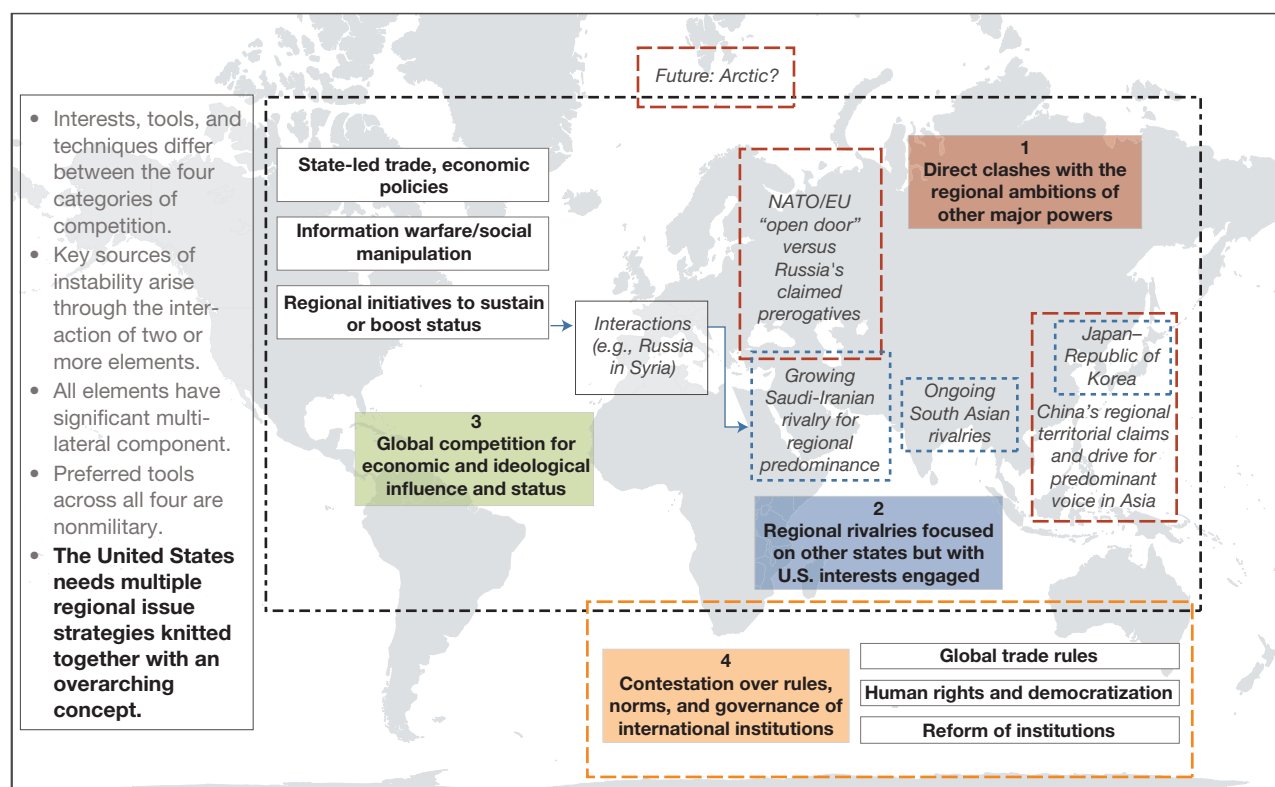 Future: Arctic?
• Interests, tools, and
techniques differ
between the four
categories of
competition.
• Key sources of
instability arise
through the inter-
action of two or
more elements.
• All elements have
significant multi-
lateral component.
• Preferred tools
across all four are
nonmilitary.
• The United States
needs multiple
regional issue
strategies knitted
together with an
overarching
concept.
State-led trade, economic
policies
Information warfare/social
manipulation
Regional initiatives to sustain
or boost status
Interactions
(e.g., Russia
in Syria)
NATO/EU
“open door”
versus
Russia's
claimed
prerogatives
1
Direct clashes with the
regional ambitions of
other major powers
Growing
Saudi-Iranian
rivalry for
regional
predominance
Ongoing
South Asian
rivalries
Japan–
Republic of
Korea
China’s regional
territorial claims
and drive for
predominant
voice in Asia
3
Global competition for
economic and ideological
influence and status
2
Regional rivalries focused
on other states but with
U.S. interests engaged
4
Contestation over rules,
norms, and governance of
international institutions
Global trade rules
Human rights and democratization
Reform of institutions